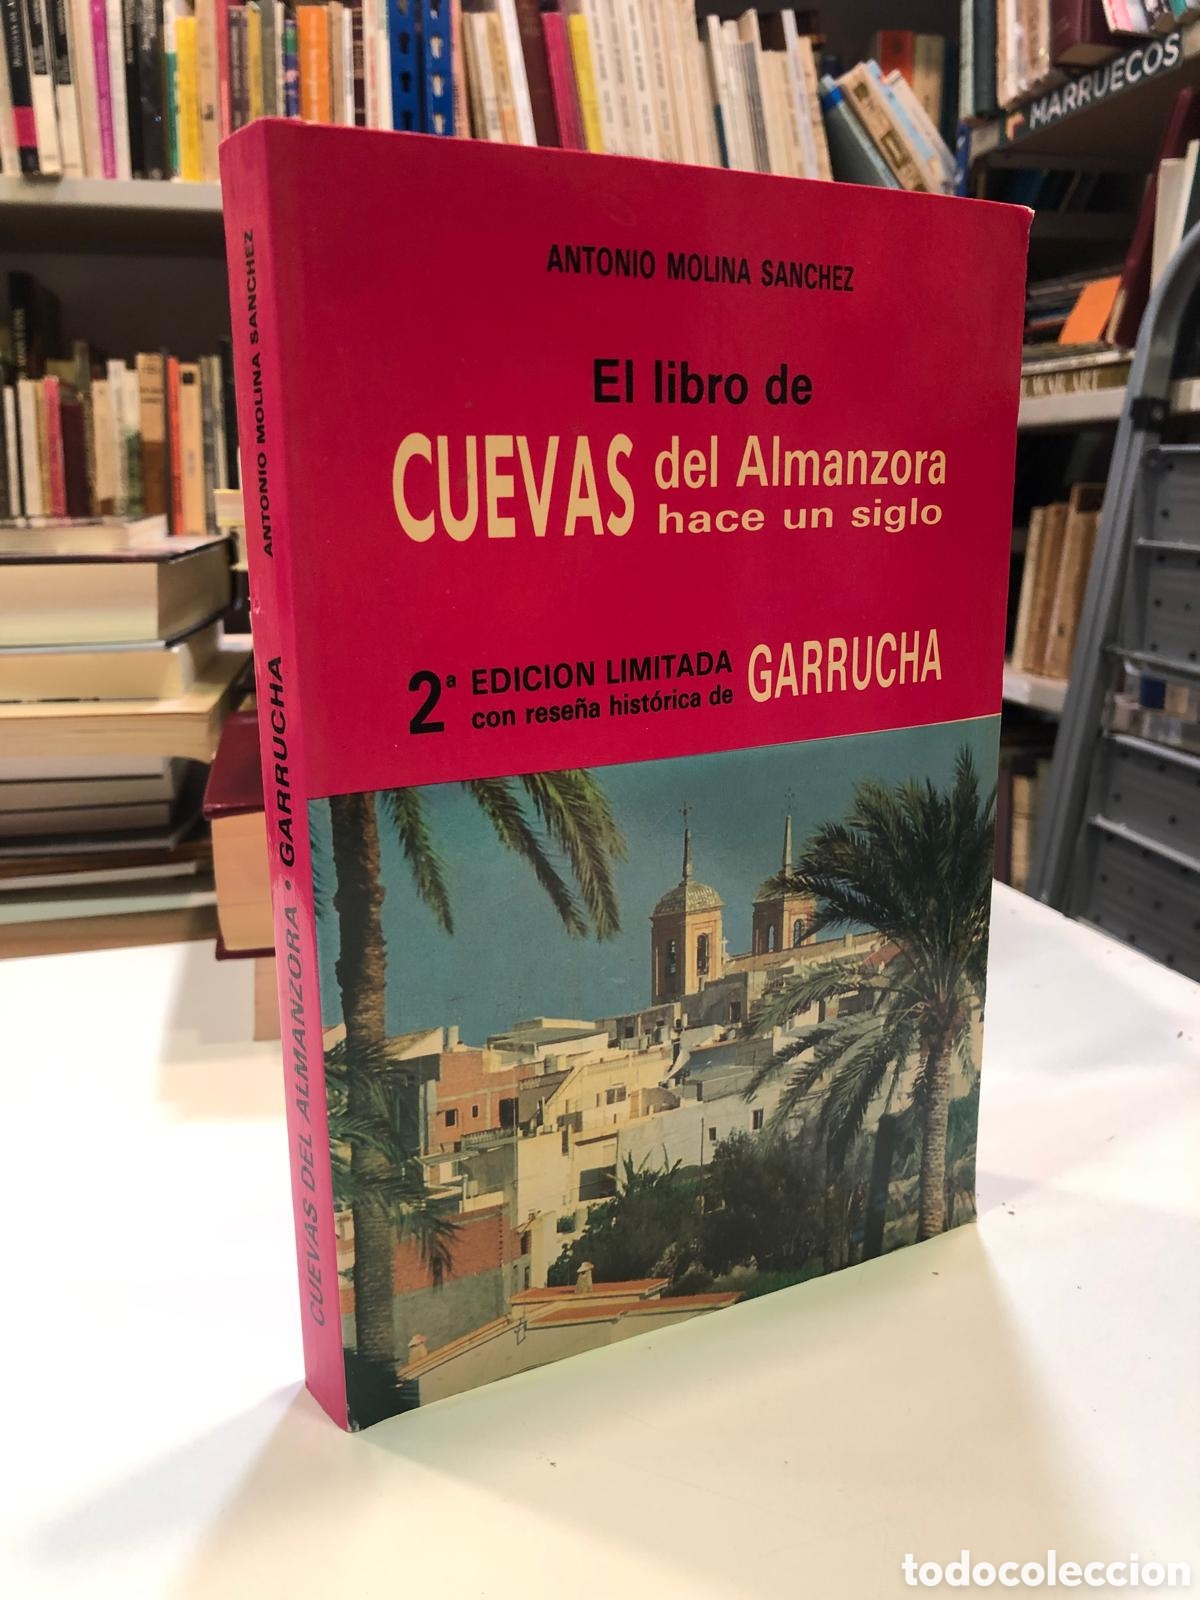 MARRUECOS
ANTONIO MOLINA SANCHEZ
El libro de
CUEVAS del Almanzora
hace un siglo
2ª EDICION LIMITADA
con reseña histórica de GARRUCHA
CUEVAS DEL ALMANZORA · GARRUCHA ANTONIO MOLINA SANCHEZ
todocoleccion